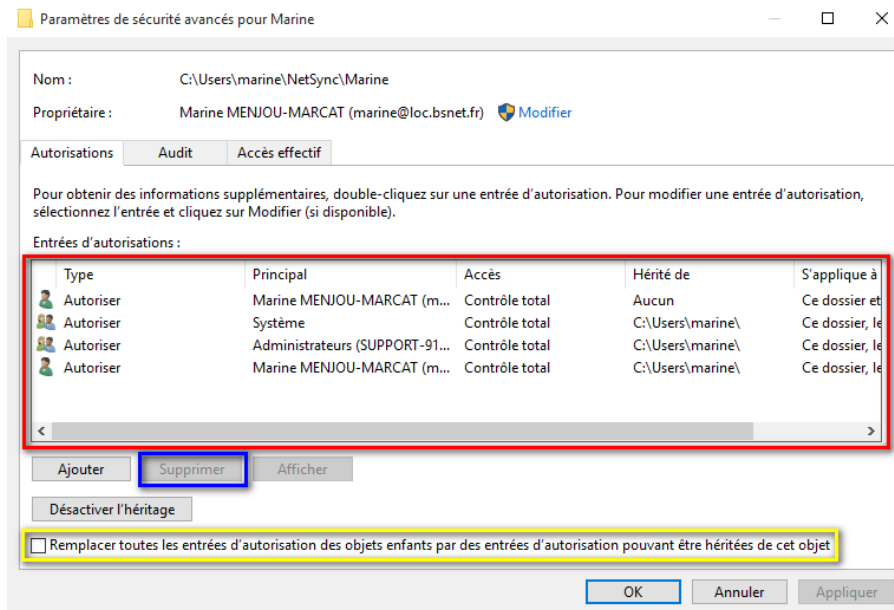 Paramètres de sécurité avancés pour Marine
Nom : C:\Users\marine\NetSync\Marine
Propriétaire : Marine MENJOU-MARCAT (marine@loc.bsnet.fr) Modifier
Autorisations Audit Accès effectif
Pour obtenir des informations supplémentaires, double-cliquez sur une entrée d'autorisation. Pour modifier une entrée d'autorisation,
sélectionnez l'entrée et cliquez sur Modifier (si disponible).
Entrées d'autorisations :
Type Principal Accès Hérité de S'applique à
Autoriser Marine MENJOU-MARCAT (m... Contrôle total Aucun Ce dossier et
Autoriser Système Contrôle total C:\Users\marine\ Ce dossier, le
Autoriser Administrateurs (SUPPORT-91... Contrôle total C:\Users\marine\ Ce dossier, le
Autoriser Marine MENJOU-MARCAT (m... Contrôle total C:\Users\marine\ Ce dossier, le
Ajouter Supprimer Afficher
Désactiver l'héritage
Remplacer toutes les entrées d'autorisation des objets enfants par des entrées d'autorisation pouvant être héritées de cet objet
OK Annuler Appliquer